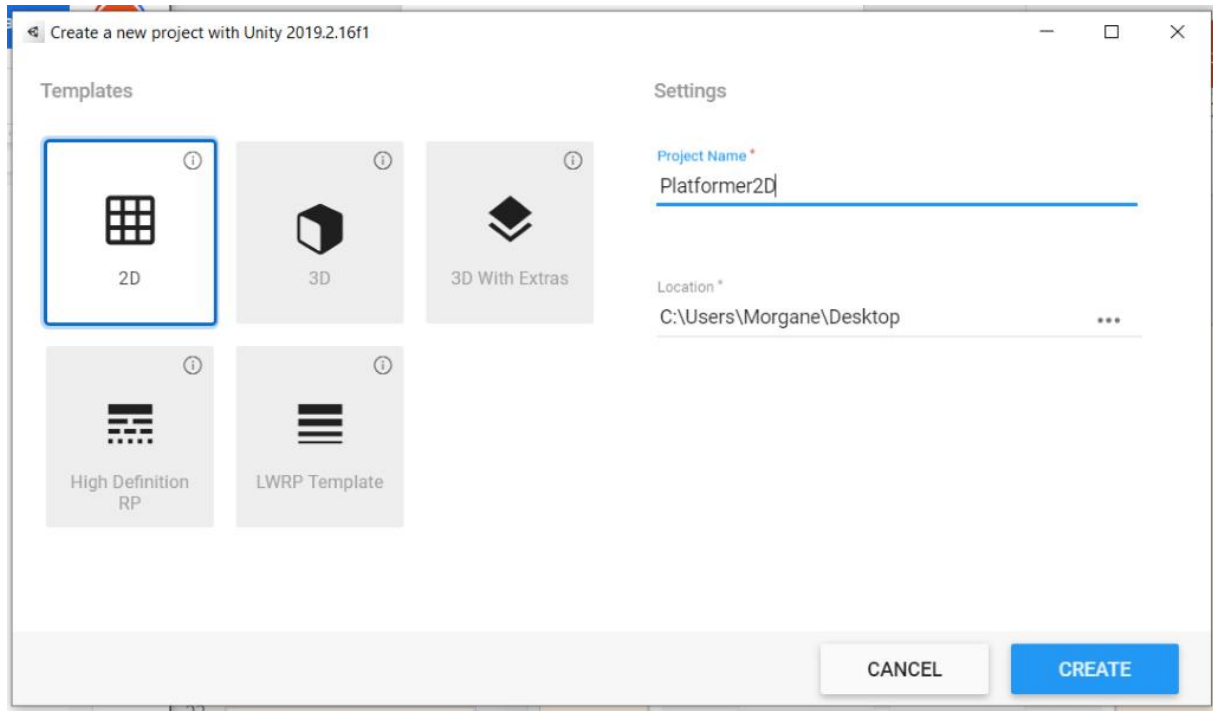 Create a new project with Unity 2019.2.16f1
Templates
Settings
2D
3D
3D With Extras
High Definition
RP
LWRP Template
Project Name *
Platformer2D
Location *
C:\Users\Morgane\Desktop
CANCEL
CREATE